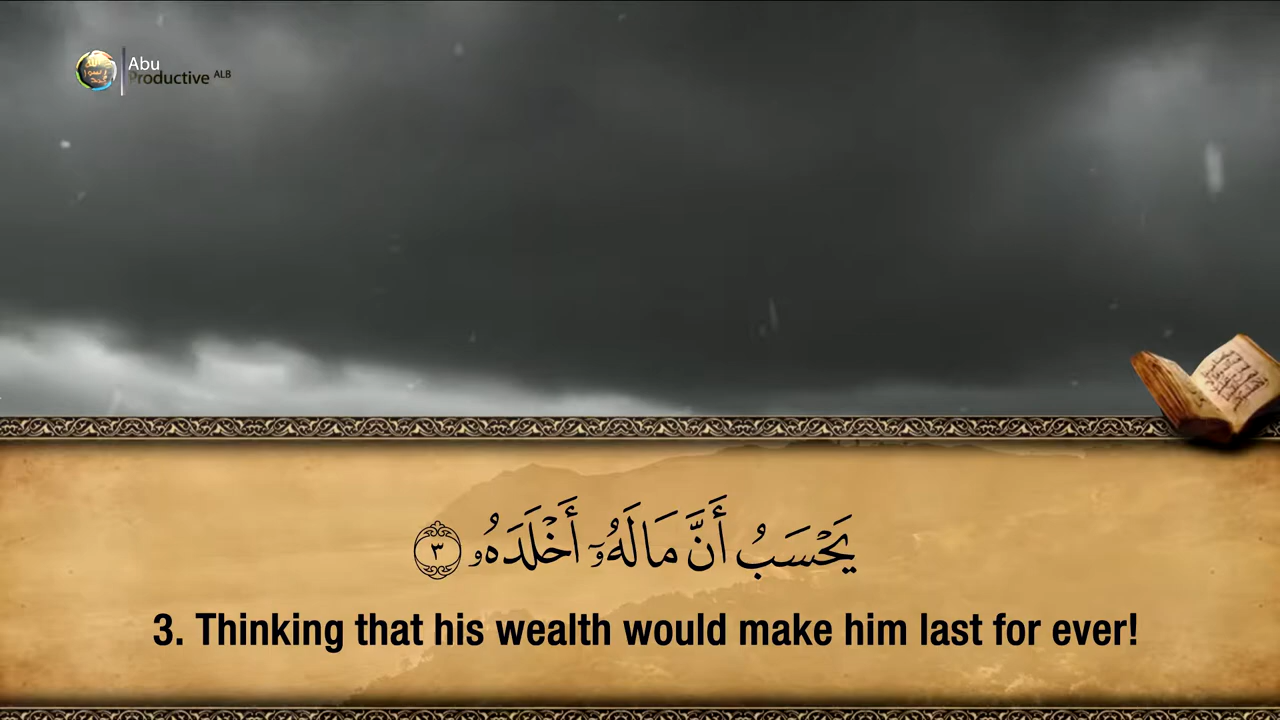 Abu
Productive ALB
يَحْسَبُ أَنَّ مَالَهُۥٓ أَخْلَدَهُۥ ٣
3. Thinking that his wealth would make him last for ever!